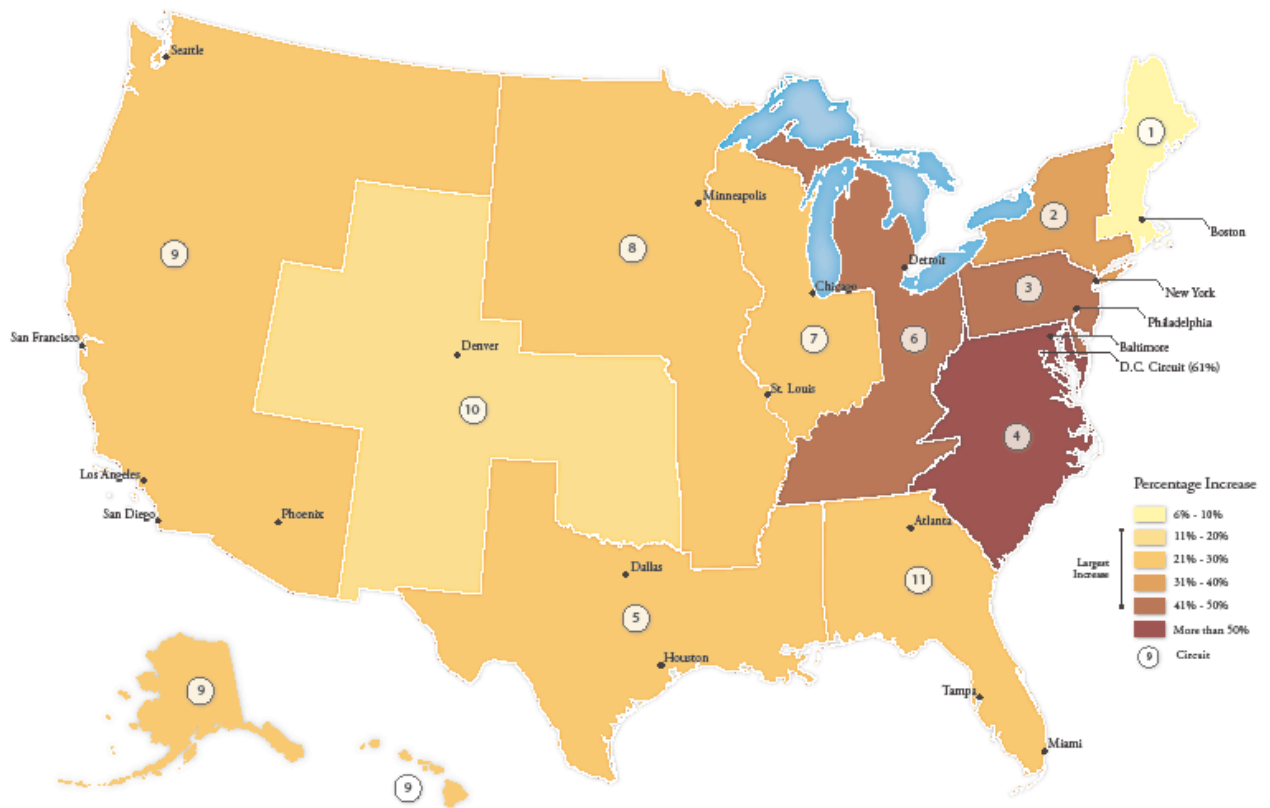 Seattle
1
Minneapolis
2
Boston
9
8
Detroit
3
New York
Chicago
Philadelphia
San Francisco
7
6
Baltimore
Denver
D.C. Circuit (61%)
St. Louis
10
4
Los Angeles
Percentage Increase
San Diego
Phoenix
6% - 10%
Atlanta
11% - 20%
21% - 30%
Largest
Increase
31% - 40%
41% - 50%
More than 50%
9
Circuit
Dallas
11
5
Houston
Tampa
Miami
9
9